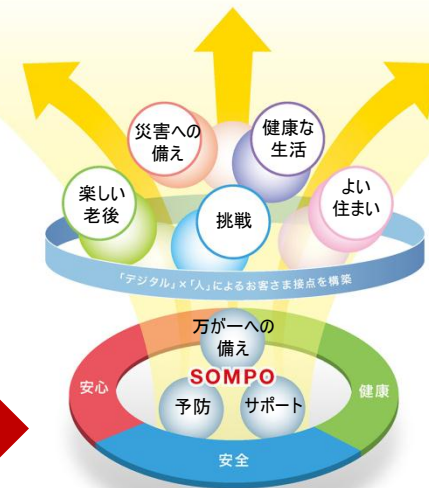 災害への
備え
健康な
生活
楽しい
老後
挑戦
よい
住まい
「デジタル」×「人」によるお客さま接点を構築
万が一への
備え
SOMPO
安心
健康
予防
サポート
安全